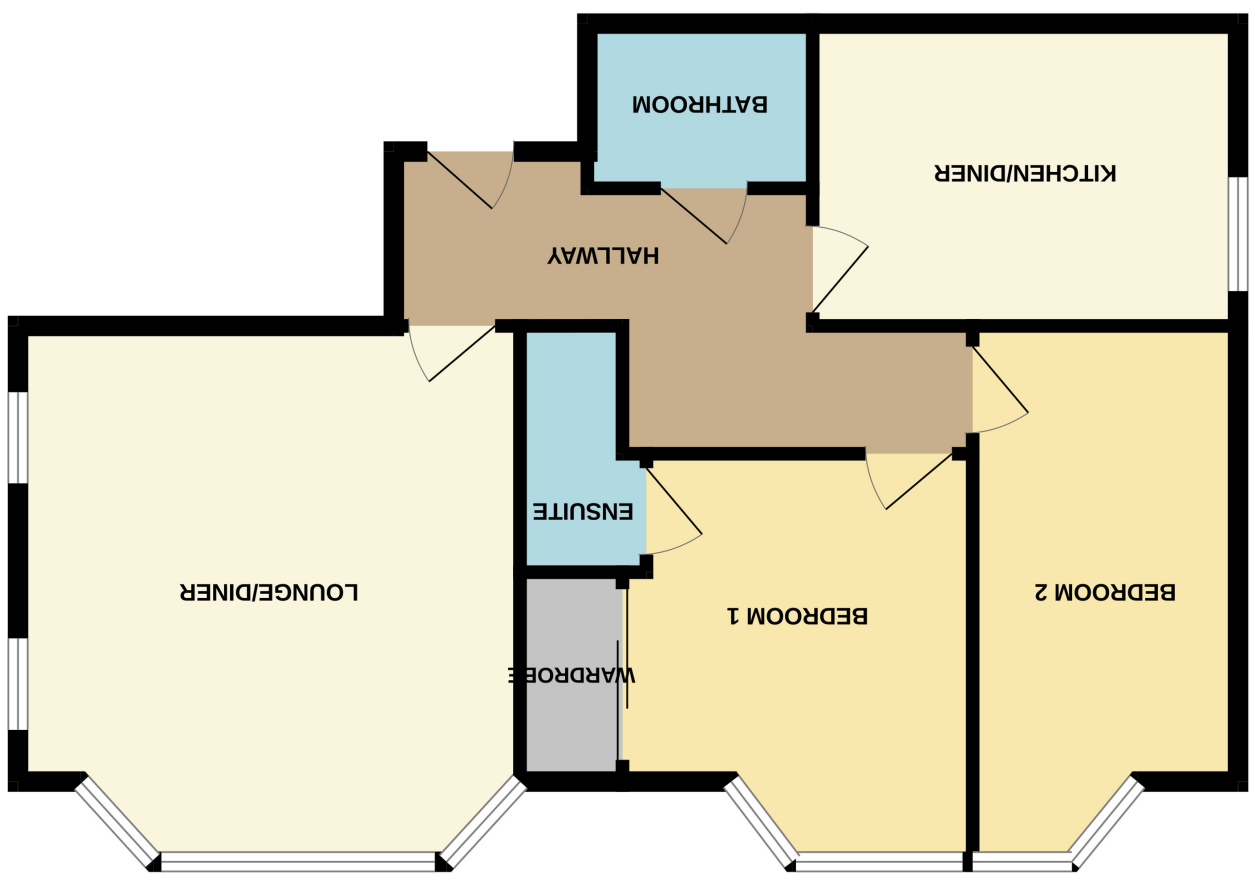 WARDROBE
BEDROOM 1
BEDROOM 2
LOUNGE/DINER
ENSUITE
HALLWAY
KITCHEN/DINER
BATHROOM